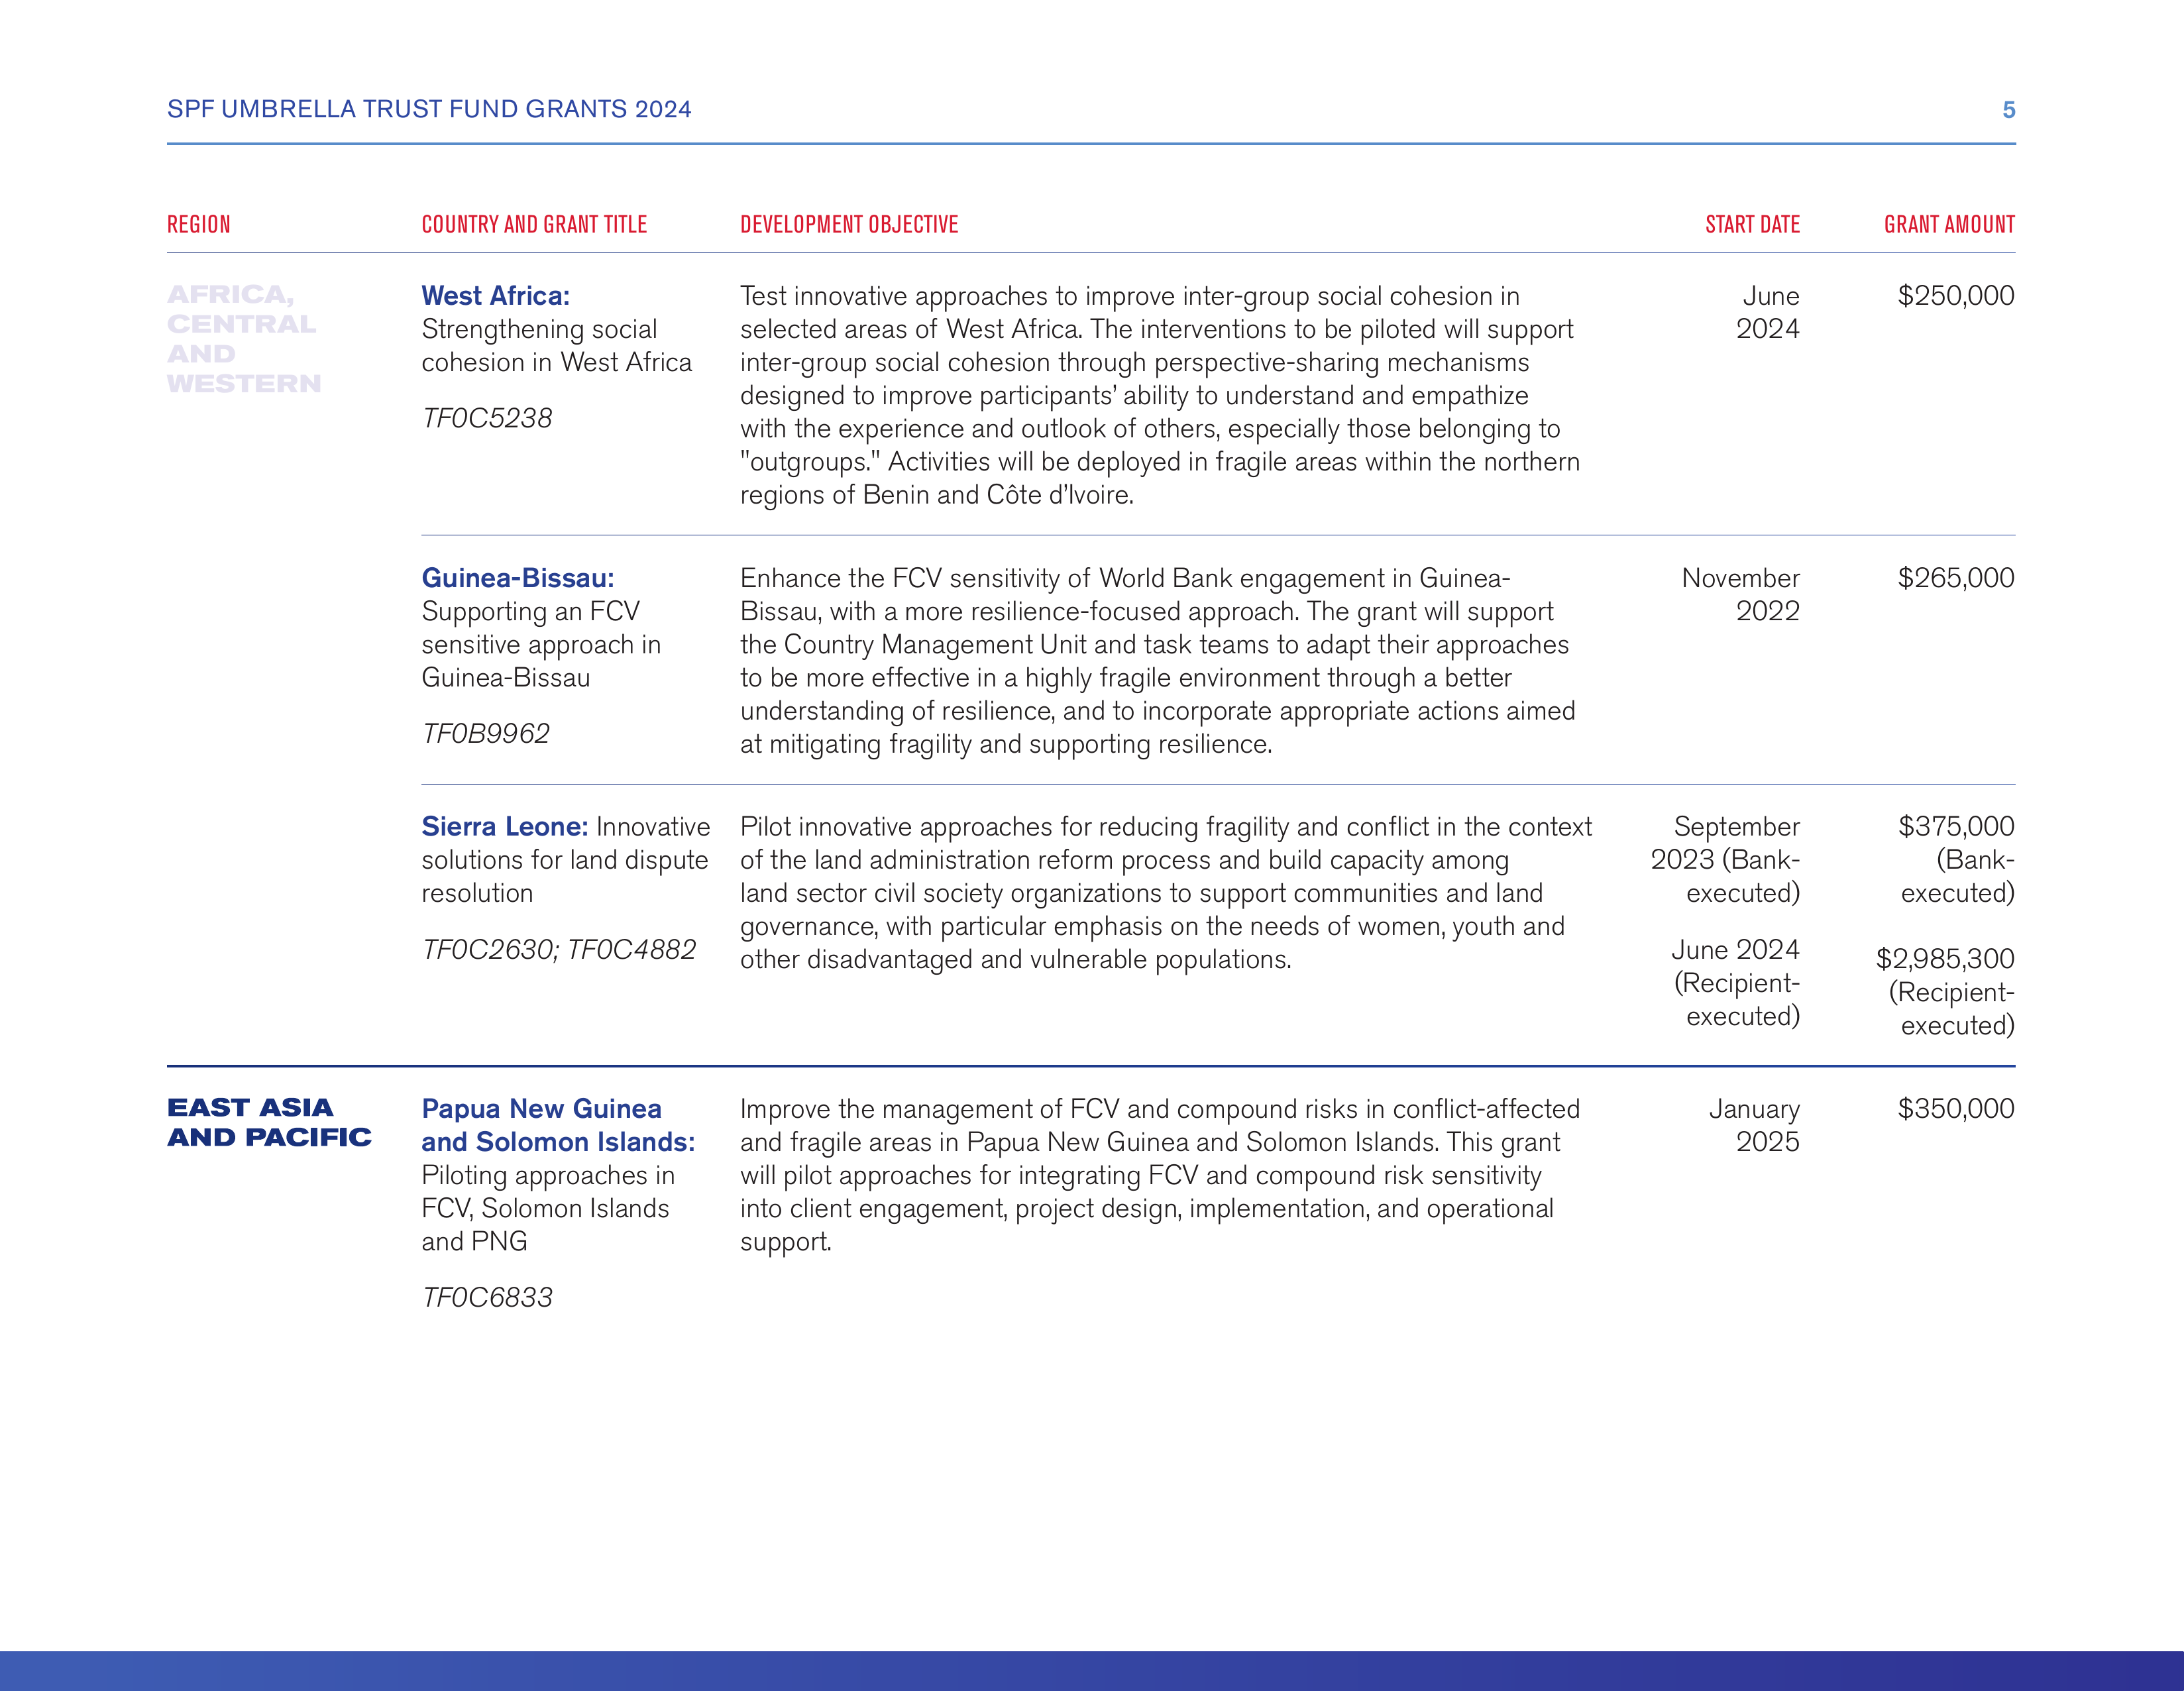 SPF UMBRELLA TRUST FUND GRANTS 2024
5
REGION
COUNTRY AND GRANT TITLE
DEVELOPMENT OBJECTIVE
START DATE
GRANT AMOUNT
AFRICA,
CENTRAL
AND
WESTERN
West Africa:
Strengthening social
cohesion in West Africa
TF0C5238
Test innovative approaches to improve inter-group social cohesion in
selected areas of West Africa. The interventions to be piloted will support
inter-group social cohesion through perspective-sharing mechanisms
designed to improve participants’ ability to understand and empathize
with the experience and outlook of others, especially those belonging to
"outgroups." Activities will be deployed in fragile areas within the northern
regions of Benin and Côte d’Ivoire.
June
2024
$250,000
Guinea-Bissau:
Supporting an FCV
sensitive approach in
Guinea-Bissau
TF0B9962
Enhance the FCV sensitivity of World Bank engagement in Guinea-
Bissau, with a more resilience-focused approach. The grant will support
the Country Management Unit and task teams to adapt their approaches
to be more effective in a highly fragile environment through a better
understanding of resilience, and to incorporate appropriate actions aimed
at mitigating fragility and supporting resilience.
November
2022
$265,000
Sierra Leone: Innovative
solutions for land dispute
resolution
TF0C2630; TF0C4882
Pilot innovative approaches for reducing fragility and conflict in the context
of the land administration reform process and build capacity among
land sector civil society organizations to support communities and land
governance, with particular emphasis on the needs of women, youth and
other disadvantaged and vulnerable populations.
September
2023 (Bank-
executed)
June 2024
(Recipient-
executed)
$375,000
(Bank-
executed)
$2,985,300
(Recipient-
executed)
EAST ASIA
AND PACIFIC
Papua New Guinea
and Solomon Islands:
Piloting approaches in
FCV, Solomon Islands
and PNG
TF0C6833
Improve the management of FCV and compound risks in conflict-affected
and fragile areas in Papua New Guinea and Solomon Islands. This grant
will pilot approaches for integrating FCV and compound risk sensitivity
into client engagement, project design, implementation, and operational
support.
January
2025
$350,000